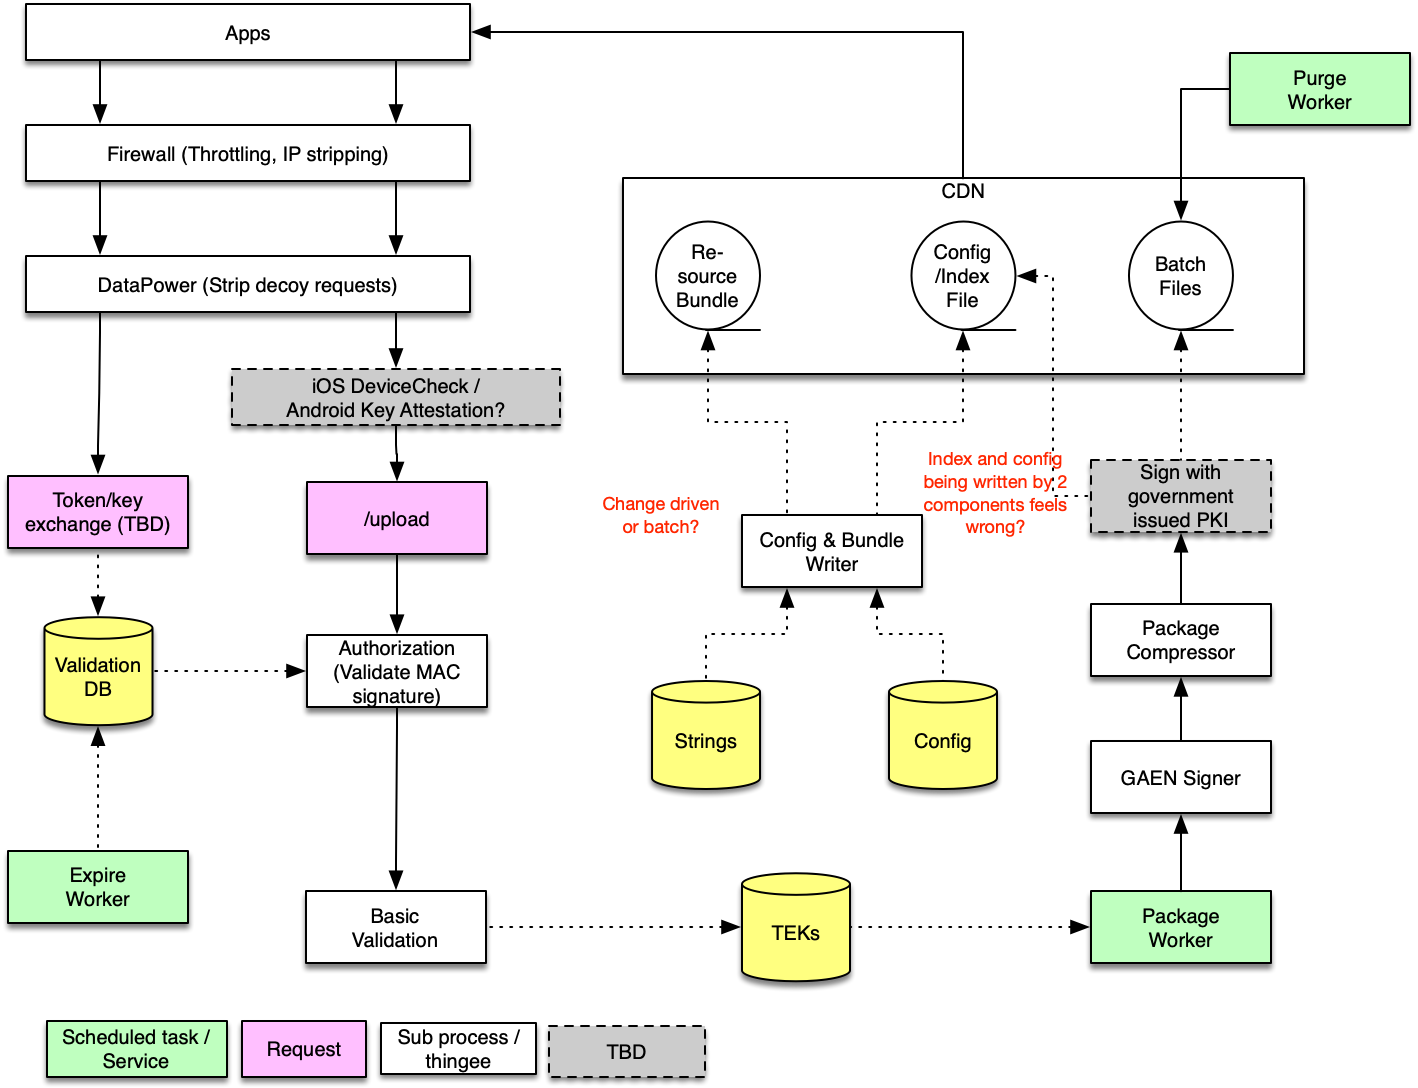 Apps
Purge
Worker
Firewall (Throttling, IP stripping)
CDN
Re-
source
Bundle
Config
/Index
File
Batch
Files
DataPower (Strip decoy requests)
iOS DeviceCheck /
Android Key Attestation?
Token/key
exchange (TBD)
/upload
Change driven
or batch?
Index and config
being written by 2
components feels
wrong?
Sign with
government
issued PKI
Config & Bundle
Writer
Validation
DB
Authorization
(Validate MAC
signature)
Package
Compressor
Strings
Config
GAEN Signer
Expire
Worker
Basic
Validation
TEKs
Package
Worker
Scheduled task /
Service
Request
Sub process /
thingee
TBD